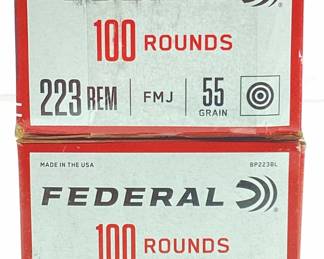 100 ROUNDS
223 REM FMJ 55 GRAIN
MADE IN THE USA BP223BL
FEDERAL
100 ROUNDS